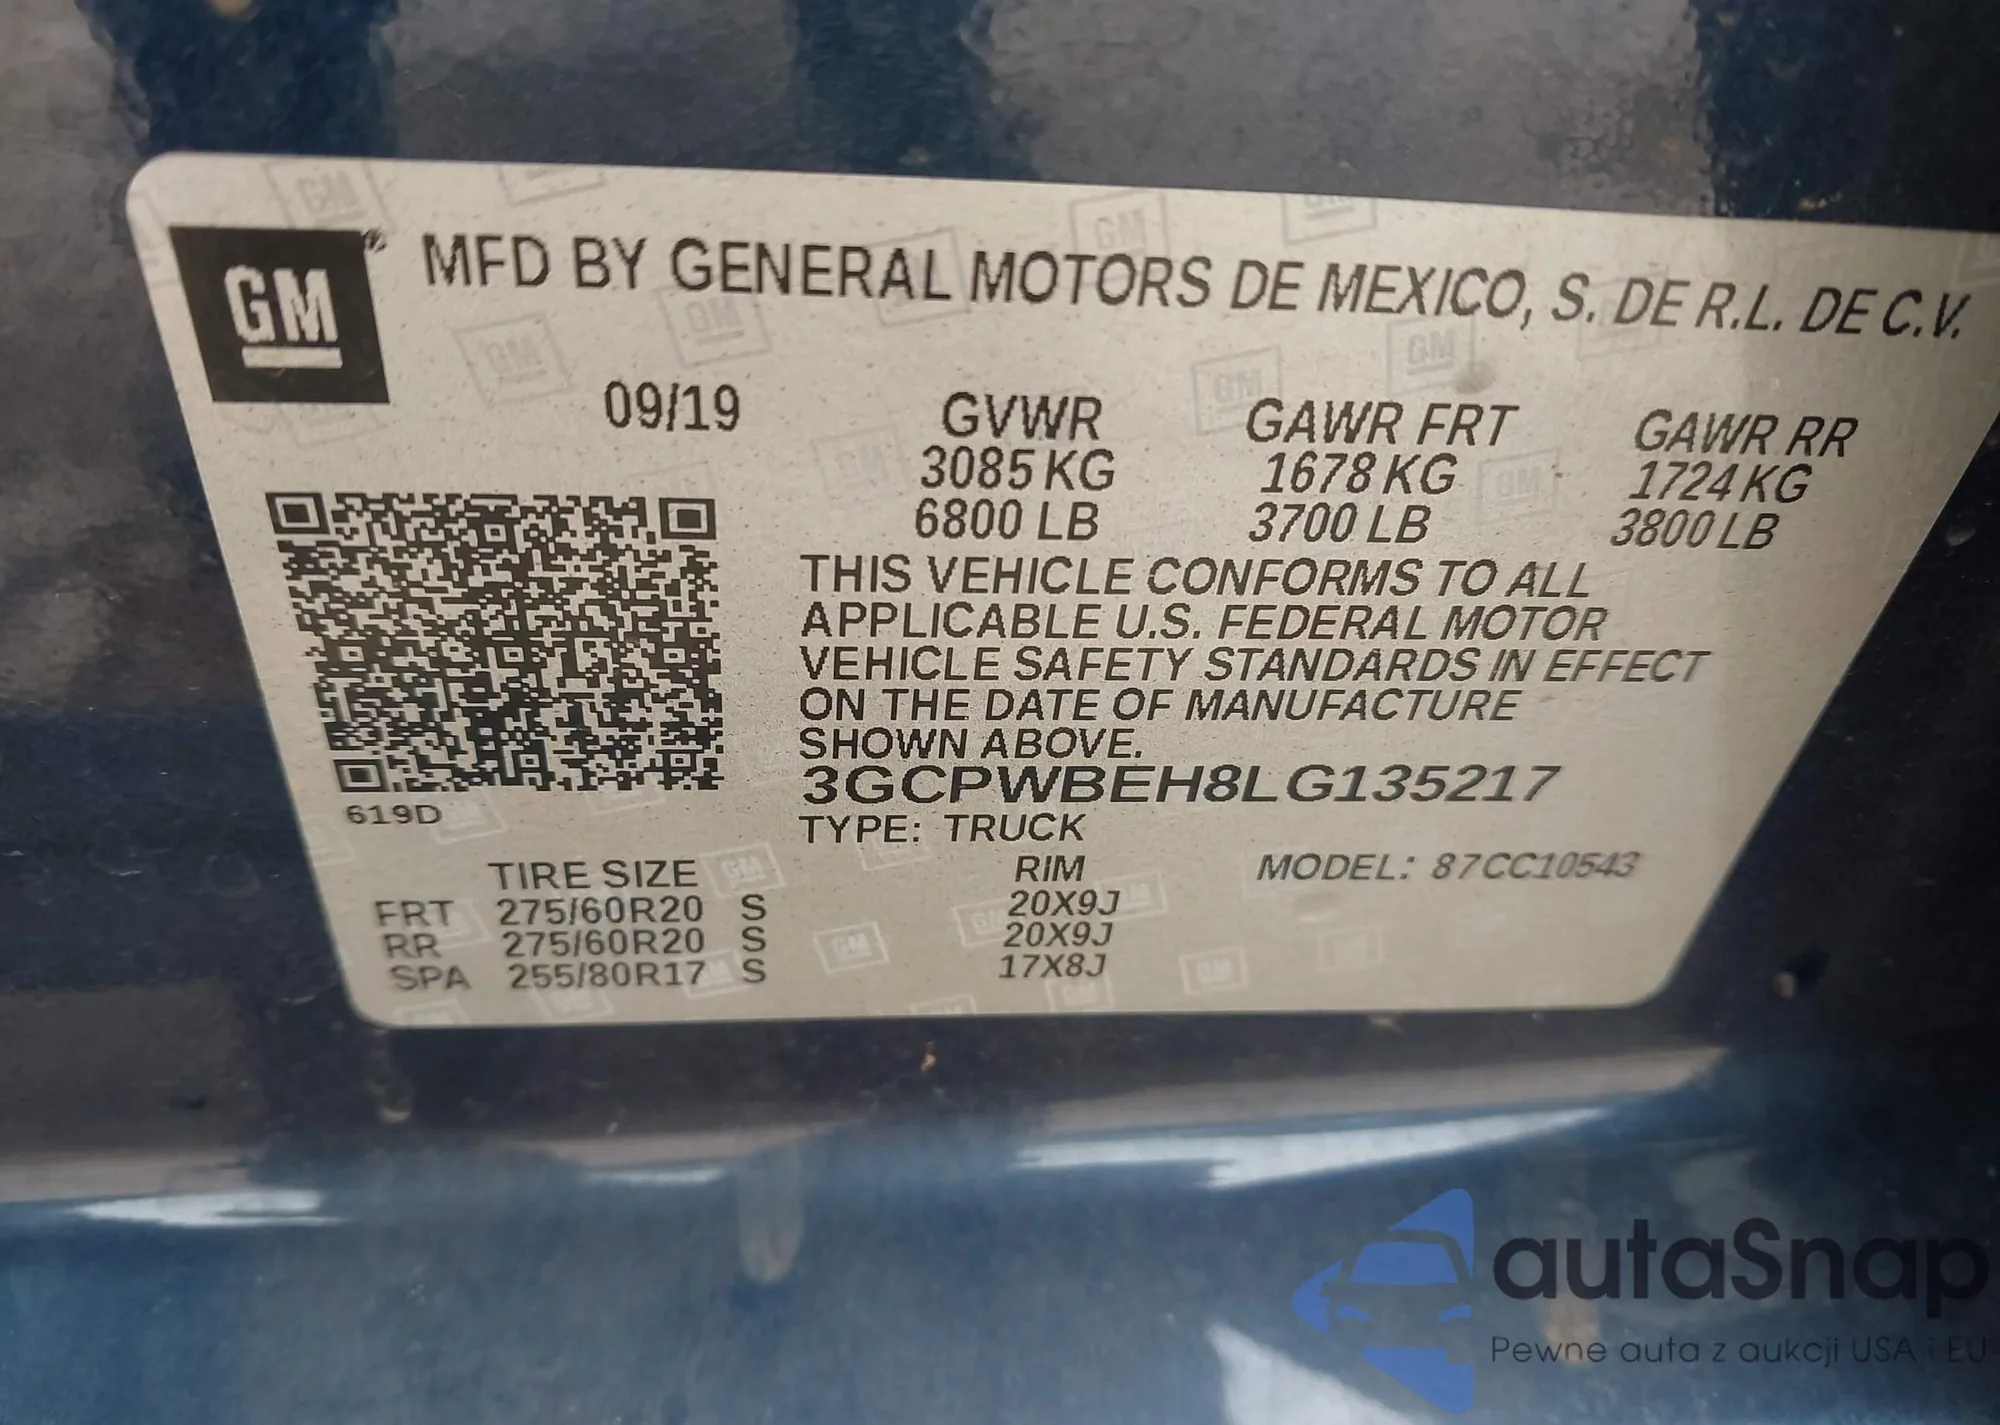 GM ® MFD BY GENERAL MOTORS DE MEXICO, S. DE R.L. DE C.V.
09/19 GVWR GAWR FRT GAWR RR
3085 KG 1678 KG 1724 KG
6800 LB 3700 LB 3800 LB
THIS VEHICLE CONFORMS TO ALL
APPLICABLE U.S. FEDERAL MOTOR
VEHICLE SAFETY STANDARDS IN EFFECT
ON THE DATE OF MANUFACTURE
SHOWN ABOVE.
3GCPWBEH8LG135217
619D
TYPE: TRUCK
TIRE SIZE RIM MODEL: 87CC10543
FRT 275/60R20 S 20X9J
RR 275/60R20 S 20X9J
SPA 255/80R17 S 17X8J
autaSnap
Pewne auta z aukcji USA i EU